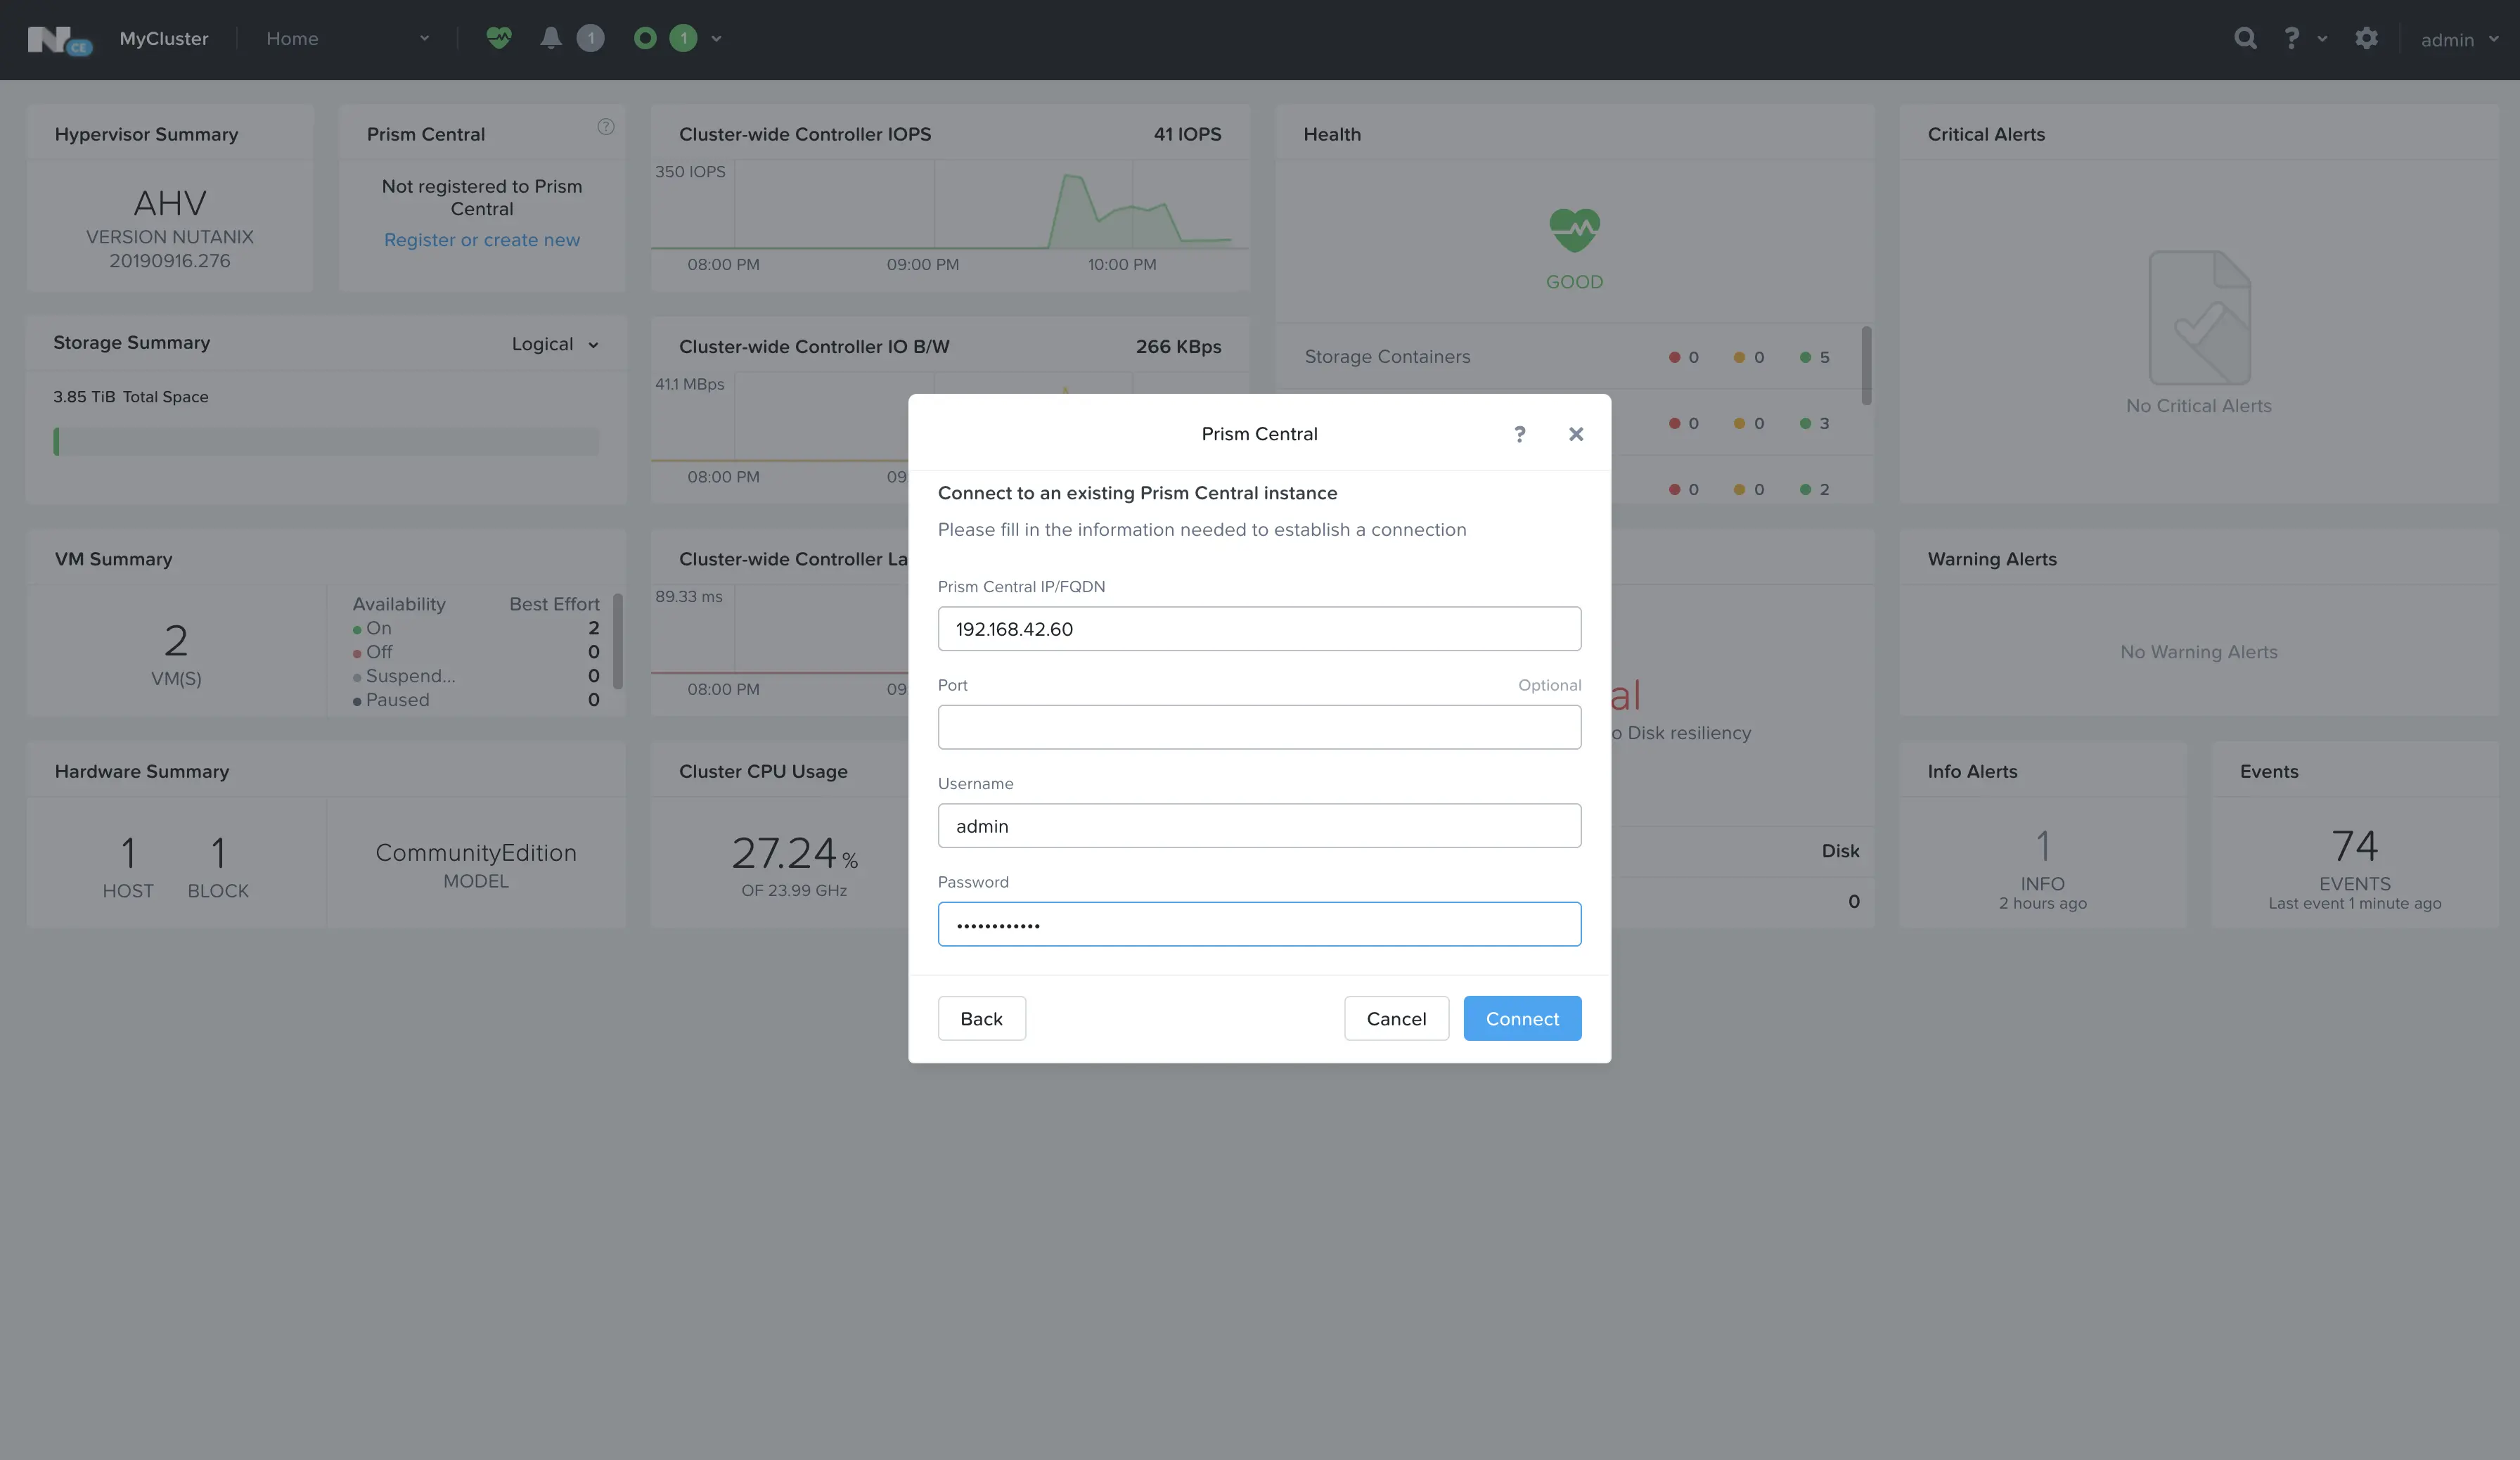 N CE MyCluster Home 1 1 ? admin
Hypervisor Summary
AHV
VERSION NUTANIX
20190916.276
Prism Central ?
Not registered to Prism
Central
Register or create new
Cluster-wide Controller IOPS 41 IOPS
350 IOPS
08:00 PM 09:00 PM 10:00 PM
Health
GOOD
Storage Containers 0 0 5
0 0 3
0 0 2
Critical Alerts
No Critical Alerts
Storage Summary Logical
3.85 TiB Total Space
Cluster-wide Controller IO B/W 266 KBps
41.1 MBps
08:00 PM 09
VM Summary
2
VM(S)
Availability Best Effort
On 2
Off 0
Suspend... 0
Paused 0
Cluster-wide Controller La
89.33 ms
08:00 PM 09
al
o Disk resiliency
Disk
0
Warning Alerts
No Warning Alerts
Hardware Summary
1 1
HOST BLOCK
CommunityEdition
MODEL
Cluster CPU Usage
27.24 %
OF 23.99 GHz
Info Alerts
1
INFO
2 hours ago
Events
74
EVENTS
Last event 1 minute ago
Prism Central ? ×
Connect to an existing Prism Central instance
Please fill in the information needed to establish a connection
Prism Central IP/FQDN
192.168.42.60
Port Optional
Username
admin
Password
••••••••••••
Back Cancel Connect